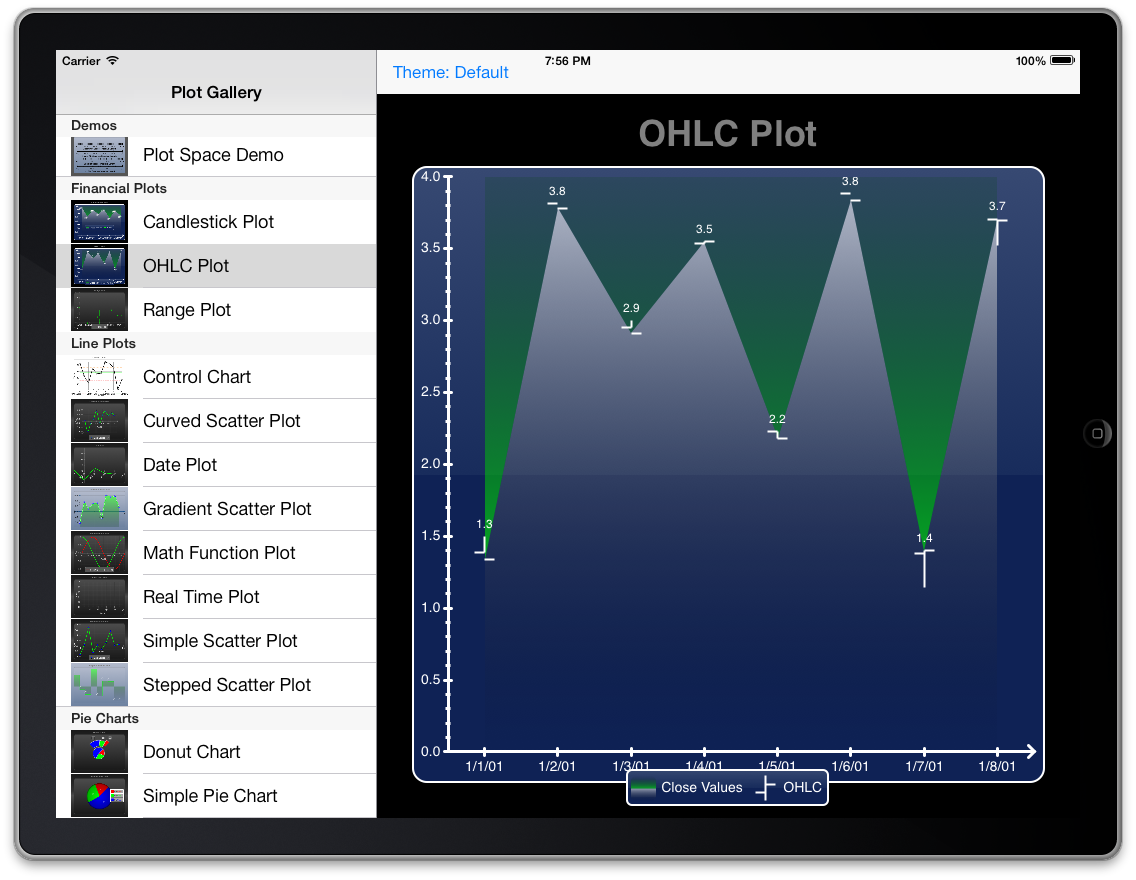 Carrier
7:56 PM
100%
Plot Gallery
Theme: Default
Demos
Plot Space Demo
Financial Plots
Candlestick Plot
OHLC Plot
Range Plot
Line Plots
Control Chart
Curved Scatter Plot
Date Plot
Gradient Scatter Plot
Math Function Plot
Real Time Plot
Simple Scatter Plot
Stepped Scatter Plot
Pie Charts
Donut Chart
Simple Pie Chart
OHLC Plot
4.0
3.5
3.0
2.5
2.0
1.5
1.0
0.5
0.0
1.3
3.8
2.9
3.5
2.2
3.8
1.4
3.7
1/1/01 1/2/01 1/3/01 1/4/01 1/5/01 1/6/01 1/7/01 1/8/01
Close Values OHLC